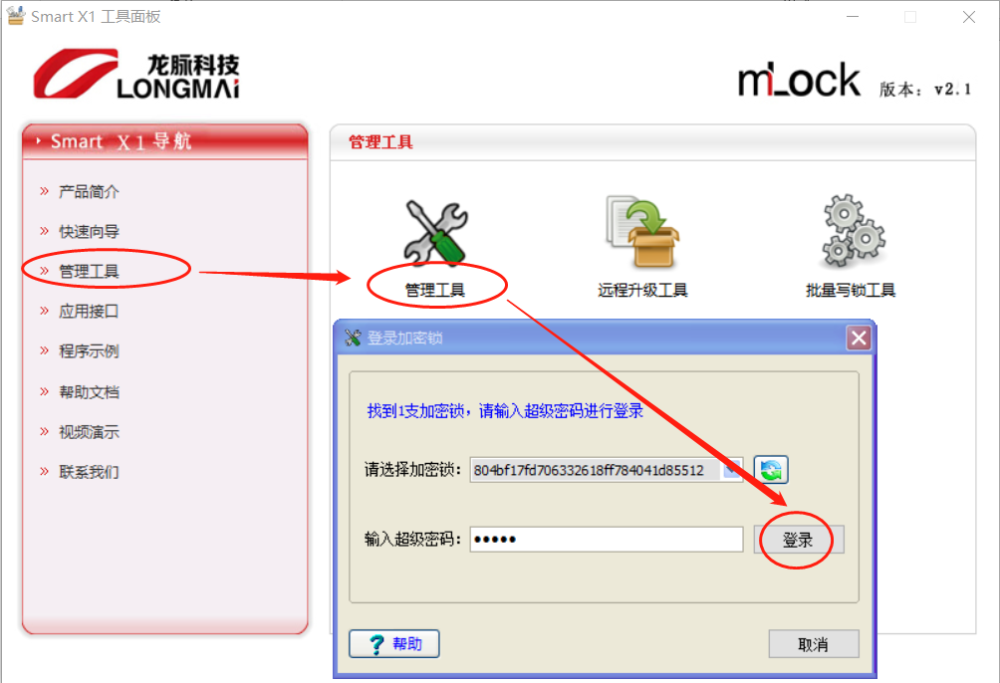 Smart X1 工具面板
龙脉科技
LONGMAI
mLock 版本: v2.1
Smart X1 导航
产品简介
快速向导
管理工具
应用接口
程序示例
帮助文档
视频演示
联系我们
管理工具
管理工具 远程升级工具 批量写锁工具
登录加密锁
找到1支加密锁，请输入超级密码进行登录
请选择加密锁: 804bf17fd706332618ff784041d85512
输入超级密码: ●●●●●
登录
? 帮助
取消